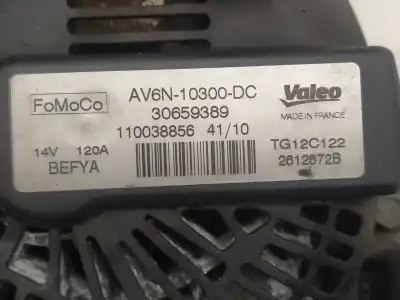 FoMoCo
AV6N-10300-DC
30659389
110038856 41/10
Valeo
MADE IN FRANCE
14V 120A
BEFYA
TG12C122
2612672B